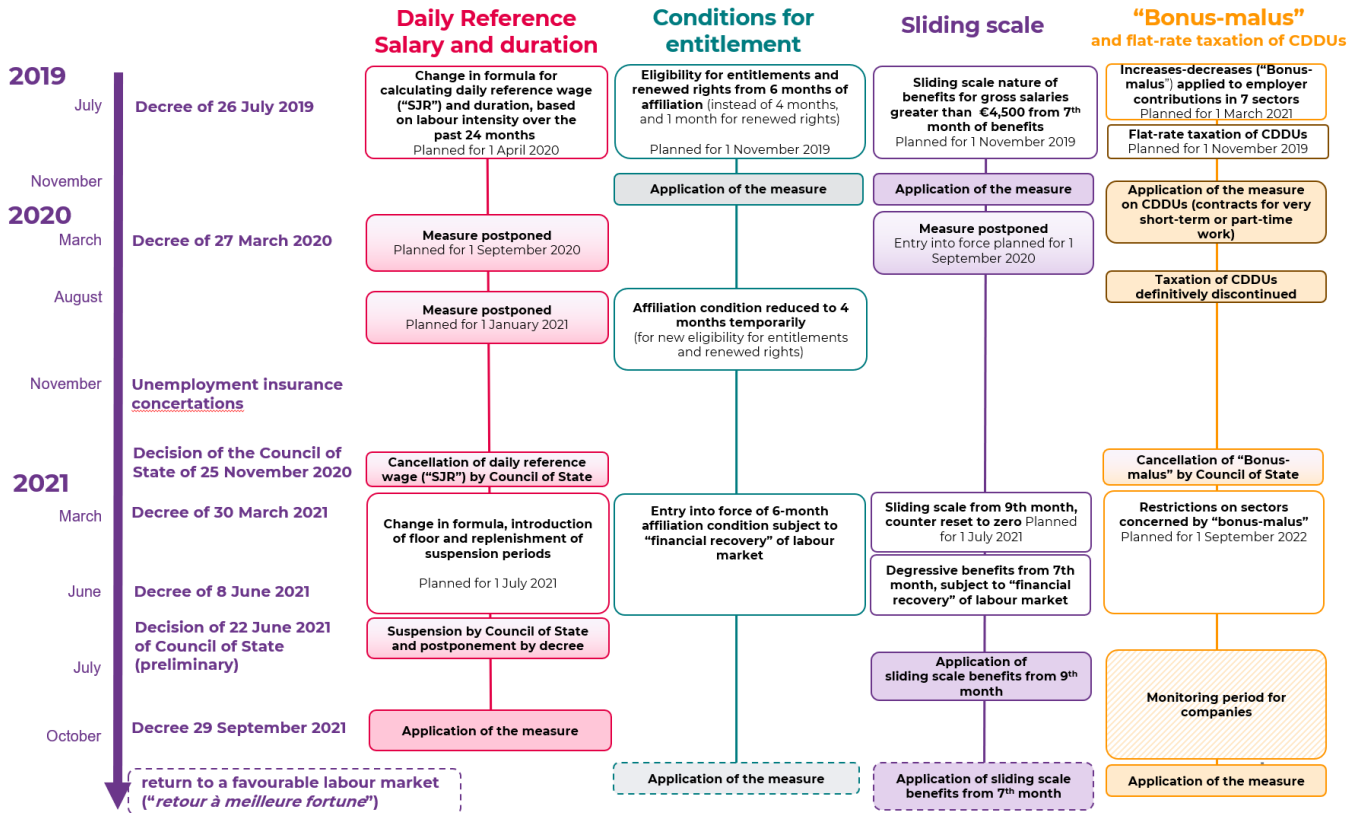 Daily Reference
Salary and duration
Conditions for
entitlement
Sliding scale
“Bonus-malus”
and flat-rate taxation of CDDUs
2019
July
Decree of 26 July 2019
Change in formula for
calculating daily reference wage
(“SJR”) and duration, based
on labour intensity over the
past 24 months
Planned for 1 April 2020
Eligibility for entitlements and
renewed rights from 6 months of
affiliation (instead of 4 months,
and 1 month for renewed rights)
Planned for 1 November 2019
Sliding scale nature of
benefits for gross salaries
greater than €4,500 from 7th
month of benefits
Planned for 1 November 2019
Increases-decreases (“Bonus-
malus”) applied to employer
contributions in 7 sectors
Planned for 1 March 2021
Flat-rate taxation of CDDUs
Planned for 1 November 2019
November
Application of the measure
Application of the measure
Application of the measure
on CDDUs (contracts for very
short-term or part-time
work)
2020
March
Decree of 27 March 2020
Measure postponed
Planned for 1 September 2020
Measure postponed
Entry into force planned for 1
September 2020
Taxation of CDDUs
definitively discontinued
August
Measure postponed
Planned for 1 January 2021
Affiliation condition reduced to 4
months temporarily
(for new eligibility for entitlements
and renewed rights)
November
Unemployment insurance
concertations
Decision of the Council of
State of 25 November 2020
Cancellation of daily reference
wage (“SJR”) by Council of State
Cancellation of “Bonus-
malus” by Council of State
2021
March
Decree of 30 March 2021
Change in formula, introduction
of floor and replenishment of
suspension periods
Planned for 1 July 2021
Entry into force of 6-month
affiliation condition subject to
“financial recovery” of labour
market
Sliding scale from 9th month,
counter reset to zero Planned
for 1 July 2021
Restrictions on sectors
concerned by “bonus-malus”
Planned for 1 September 2022
Degressive benefits from 7th
month, subject to “financial
recovery” of labour market
June
Decree of 8 June 2021
Decision of 22 June 2021
of Council of State
(preliminary)
Suspension by Council of State
and postponement by decree
July
Application of
sliding scale benefits from 9th
month
Monitoring period for
companies
October
Decree 29 September 2021
Application of the measure
return to a favourable labour market
(“retour à meilleure fortune”)
Application of the measure
Application of sliding scale
benefits from 7th month
Application of the measure